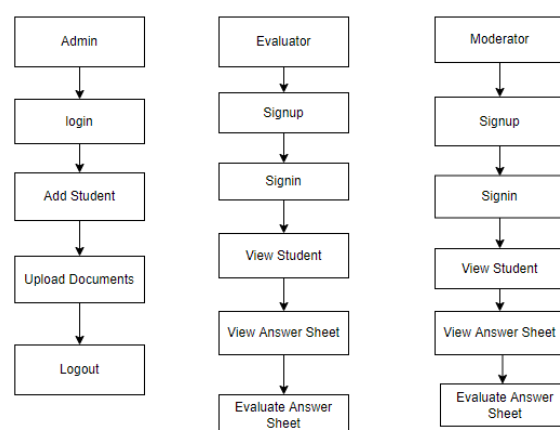 Admin
login
Add Student
Upload Documents
Logout
Evaluator
Signup
Signin
View Student
View Answer Sheet
Evaluate Answer
Sheet
Moderator
Signup
Signin
View Student
View Answer Sheet
Evaluate Answer
Sheet